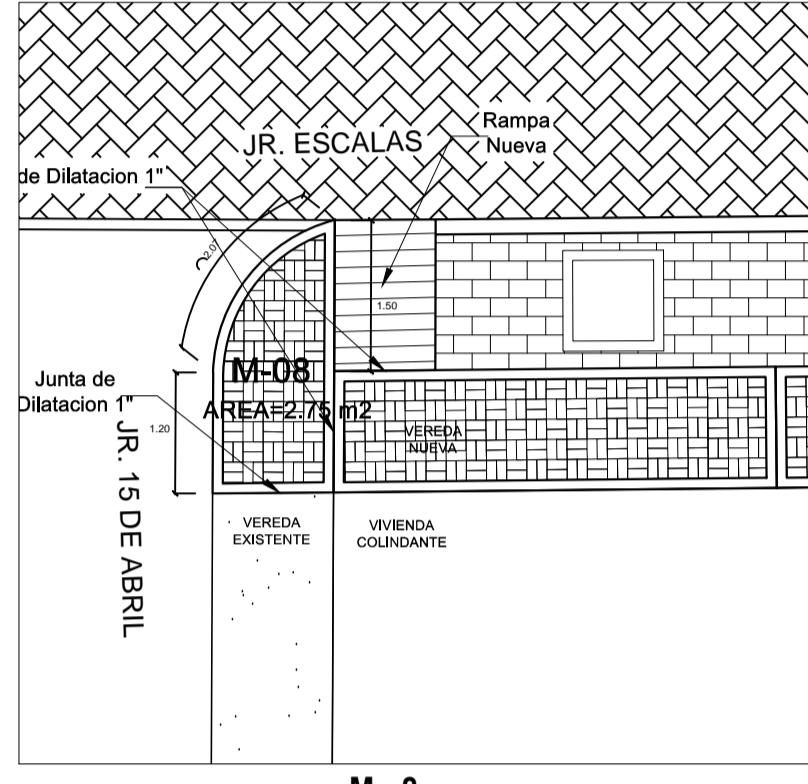 JR. ESCALAS
Rampa
Nueva
de Dilatacion 1"
2.07
1.50
M-08
AREA=2.75 m2
Junta de
Dilatacion 1"
1.20
JR. 15 DE ABRIL
VEREDA
NUEVA
VEREDA
EXISTENTE
VIVIENDA
COLINDANTE